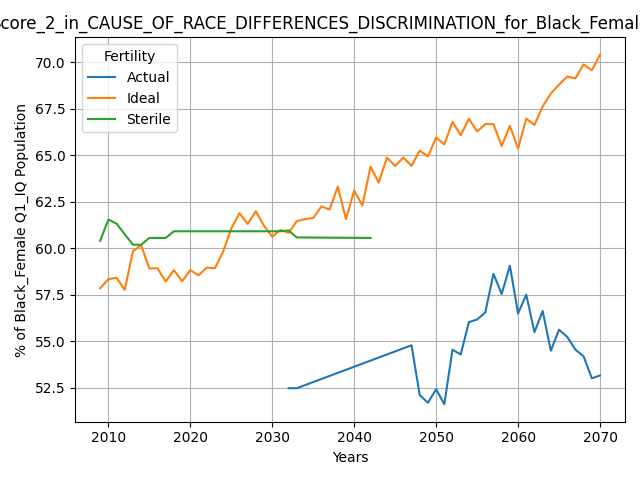 core_2_in_CAUSE_OF_RACE_DIFFERENCES_DISCRIMINATION_for_Black_Femal
Fertility
Actual
Ideal
Sterile
% of Black_Female Q1_IQ Population
70.0
67.5
65.0
62.5
60.0
57.5
55.0
52.5
2010 2020 2030 2040 2050 2060 2070
Years